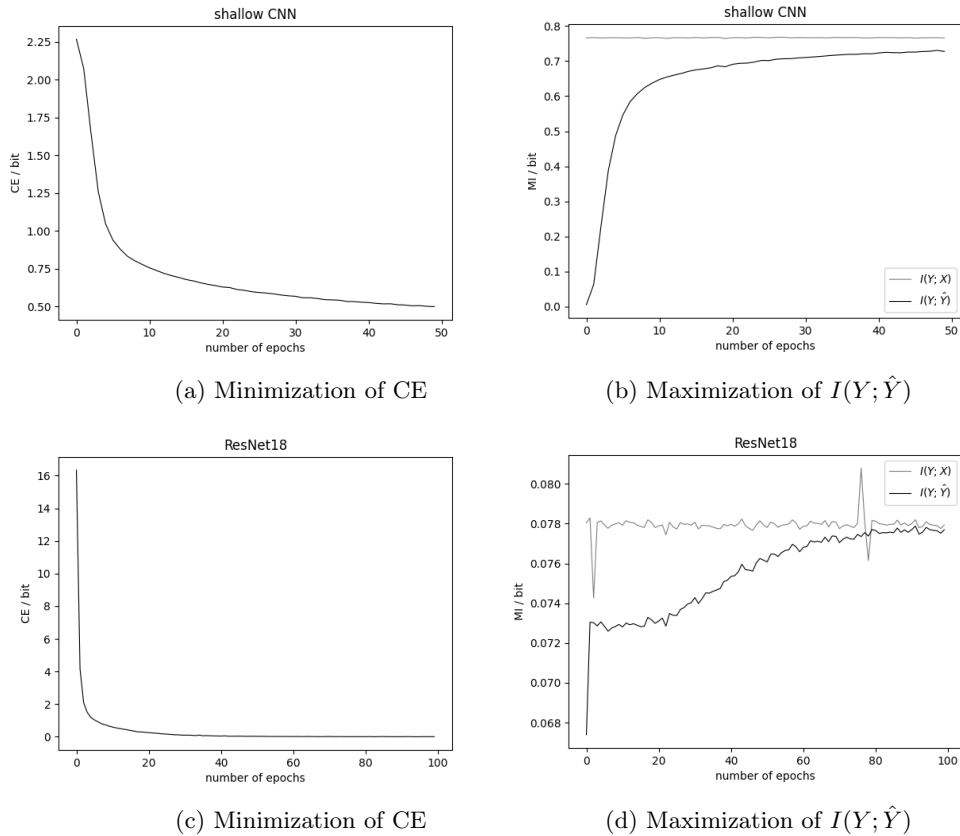 shallow CNN
2.25
2.00
1.75
1.50
1.25
1.00
0.75
0.50
CE / bit
0 10 20 30 40 50
number of epochs
(a) Minimization of CE
shallow CNN
0.8
0.7
0.6
0.5
0.4
0.3
0.2
0.1
0.0
MI / bit
I(Y; X)
I(Y; Ŷ)
0 10 20 30 40 50
number of epochs
(b) Maximization of I(Y; Ŷ)
ResNet18
16
14
12
10
8
6
4
2
0
CE / bit
0 20 40 60 80 100
number of epochs
(c) Minimization of CE
ResNet18
0.080
0.078
0.076
0.074
0.072
0.070
0.068
MI / bit
I(Y; X)
I(Y; Ŷ)
0 20 40 60 80 100
number of epochs
(d) Maximization of I(Y; Ŷ)